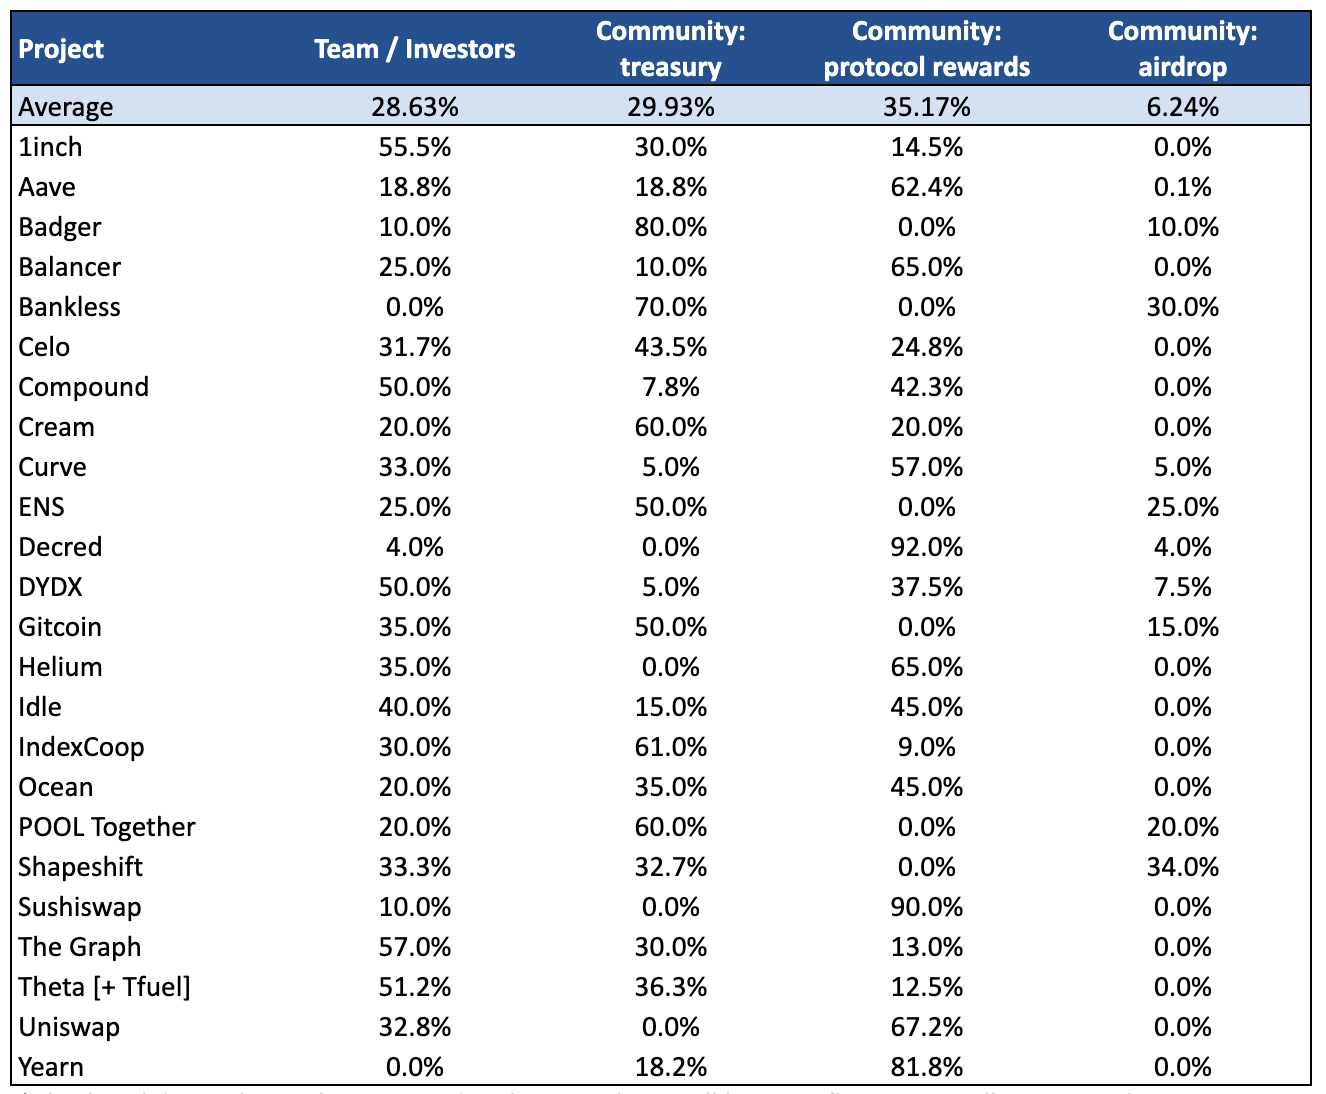 Project Team / Investors Community: treasury Community: protocol rewards Community: airdrop
Average 28.63% 29.93% 35.17% 6.24%
1inch 55.5% 30.0% 14.5% 0.0%
Aave 18.8% 18.8% 62.4% 0.1%
Badger 10.0% 80.0% 0.0% 10.0%
Balancer 25.0% 10.0% 65.0% 0.0%
Bankless 0.0% 70.0% 0.0% 30.0%
Celo 31.7% 43.5% 24.8% 0.0%
Compound 50.0% 7.8% 42.3% 0.0%
Cream 20.0% 60.0% 20.0% 0.0%
Curve 33.0% 5.0% 57.0% 5.0%
ENS 25.0% 50.0% 0.0% 25.0%
Decred 4.0% 0.0% 92.0% 4.0%
DYDX 50.0% 5.0% 37.5% 7.5%
Gitcoin 35.0% 50.0% 0.0% 15.0%
Helium 35.0% 0.0% 65.0% 0.0%
Idle 40.0% 15.0% 45.0% 0.0%
IndexCoop 30.0% 61.0% 9.0% 0.0%
Ocean 20.0% 35.0% 45.0% 0.0%
POOL Together 20.0% 60.0% 0.0% 20.0%
Shapeshift 33.3% 32.7% 0.0% 34.0%
Sushiswap 10.0% 0.0% 90.0% 0.0%
The Graph 57.0% 30.0% 13.0% 0.0%
Theta [+ Tfuel] 51.2% 36.3% 12.5% 0.0%
Uniswap 32.8% 0.0% 67.2% 0.0%
Yearn 0.0% 18.2% 81.8% 0.0%